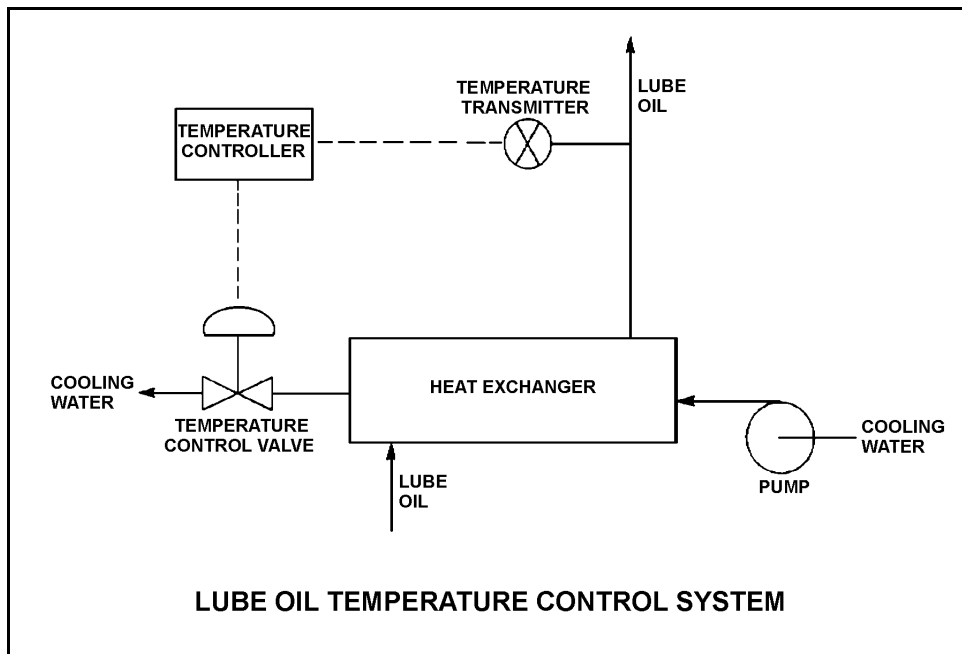 TEMPERATURE
TRANSMITTER
LUBE
OIL
TEMPERATURE
CONTROLLER
COOLING
WATER
TEMPERATURE
CONTROL VALVE
HEAT EXCHANGER
LUBE
OIL
PUMP
COOLING
WATER
LUBE OIL TEMPERATURE CONTROL SYSTEM